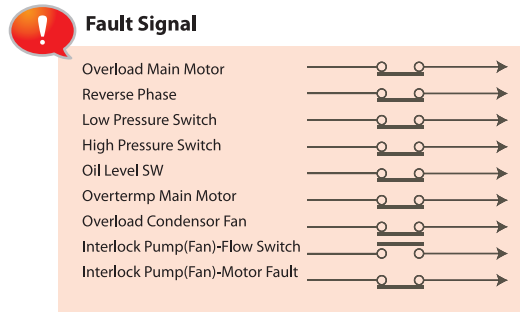 !
Fault Signal
Overload Main Motor
Reverse Phase
Low Pressure Switch
High Pressure Switch
Oil Level SW
Overtermp Main Motor
Overload Condensor Fan
Interlock Pump(Fan)-Flow Switch
Interlock Pump(Fan)-Motor Fault